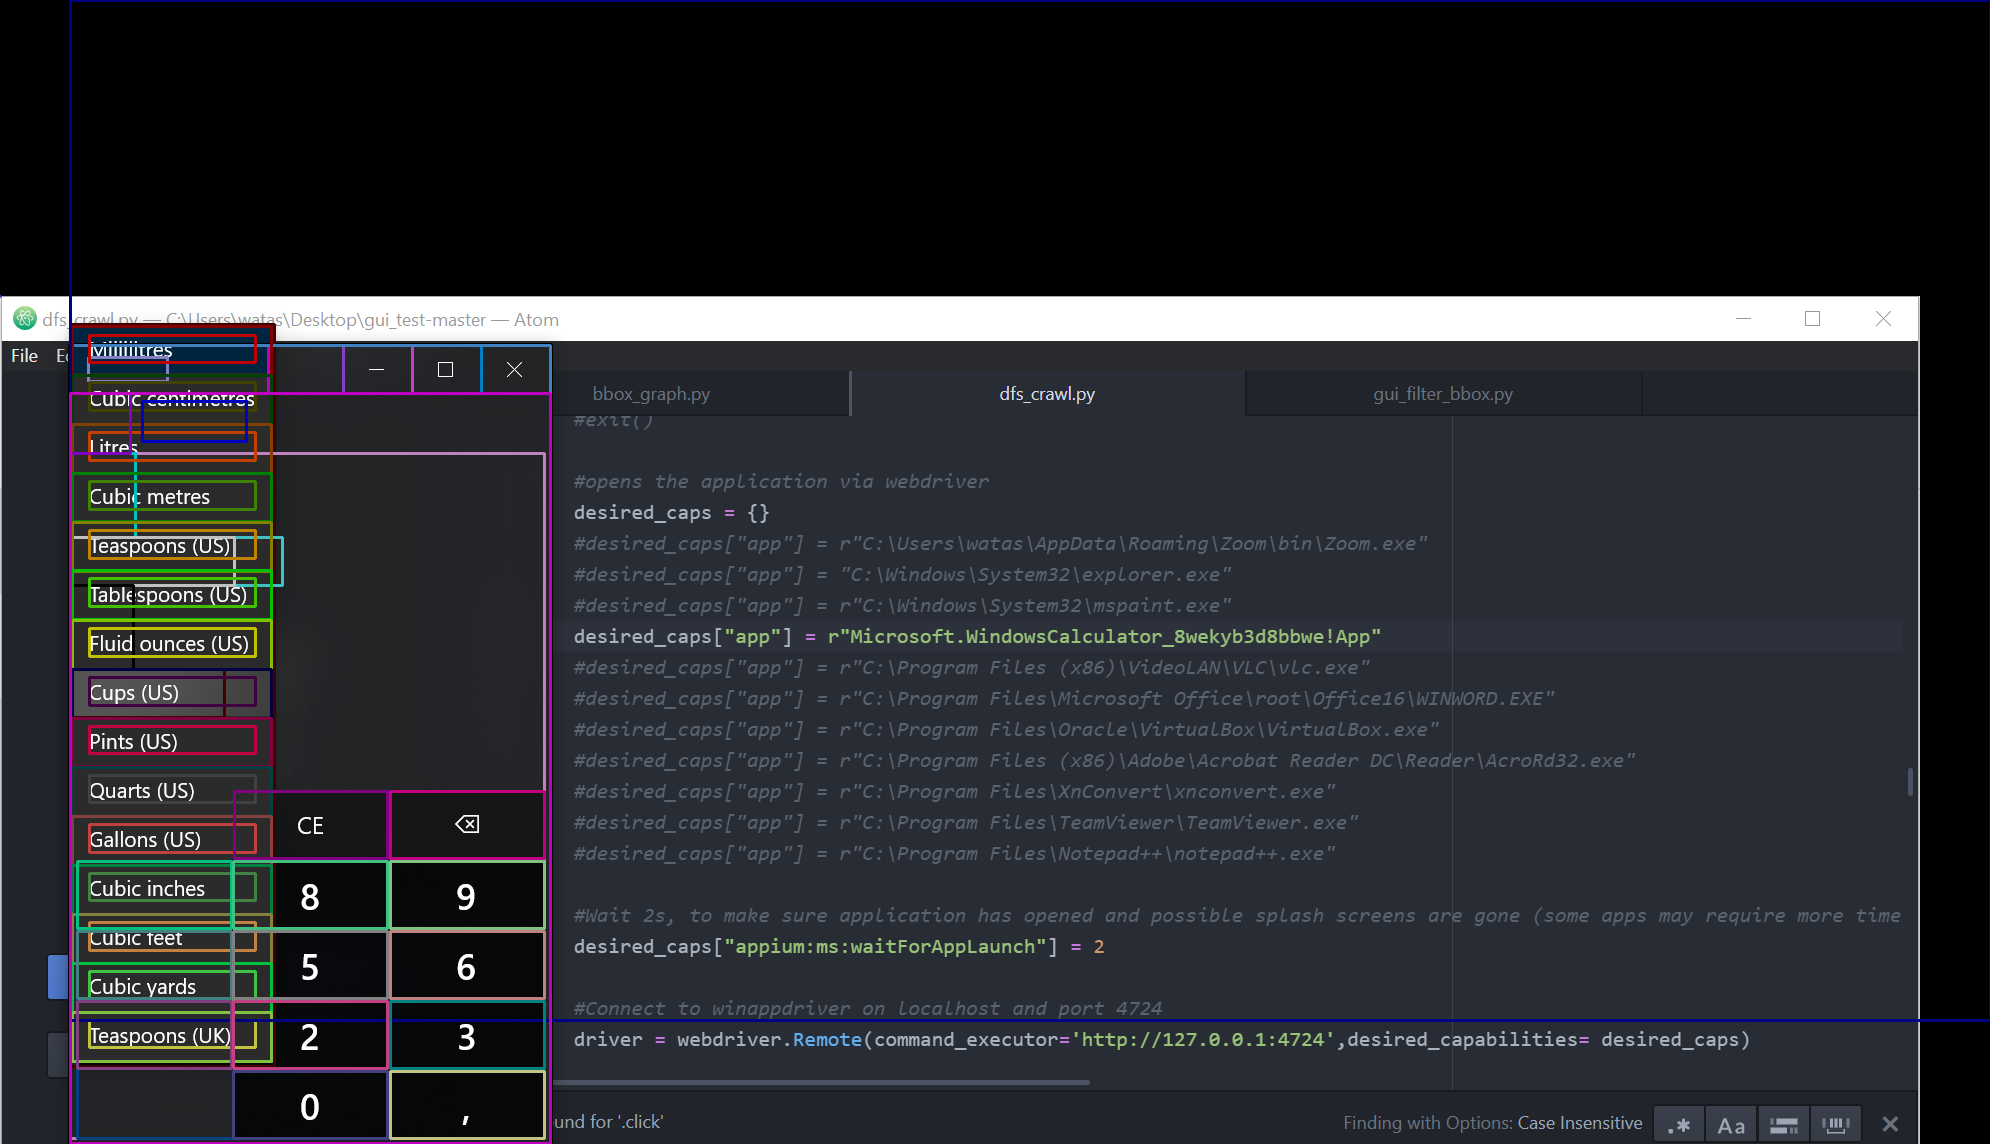 dfs_crawl.py — C:\Users\watas\Desktop\gui_test-master — Atom
File
Millilitres
Cubic centimetres
Litres
Cubic metres
Teaspoons (US)
Tablespoons (US)
Fluid ounces (US)
Cups (US)
Pints (US)
Quarts (US)
Gallons (US)
Cubic inches
Cubic feet
Cubic yards
Teaspoons (UK)
CE
8 9
5 6
2 3
0 ,
bbox_graph.py dfs_crawl.py gui_filter_bbox.py
#exit()
#opens the application via webdriver
desired_caps = {}
#desired_caps["app"] = r"C:\Users\watas\AppData\Roaming\Zoom\bin\Zoom.exe"
#desired_caps["app"] = "C:\Windows\System32\explorer.exe"
#desired_caps["app"] = r"C:\Windows\System32\mspaint.exe"
desired_caps["app"] = r"Microsoft.WindowsCalculator_8wekyb3d8bbwe!App"
#desired_caps["app"] = r"C:\Program Files (x86)\VideoLAN\VLC\vlc.exe"
#desired_caps["app"] = r"C:\Program Files\Microsoft Office\root\Office16\WINWORD.EXE"
#desired_caps["app"] = r"C:\Program Files\Oracle\VirtualBox\VirtualBox.exe"
#desired_caps["app"] = r"C:\Program Files (x86)\Adobe\Acrobat Reader DC\Reader\AcroRd32.exe"
#desired_caps["app"] = r"C:\Program Files\XnConvert\xnconvert.exe"
#desired_caps["app"] = r"C:\Program Files\TeamViewer\TeamViewer.exe"
#desired_caps["app"] = r"C:\Program Files\Notepad++\notepad++.exe"
#Wait 2s, to make sure application has opened and possible splash screens are gone (some apps may require more time
desired_caps["appium:ms:waitForAppLaunch"] = 2
#Connect to winappdriver on localhost and port 4724
driver = webdriver.Remote(command_executor='http://127.0.0.1:4724',desired_capabilities= desired_caps)
und for '.click'
Finding with Options: Case Insensitive
.* Aa